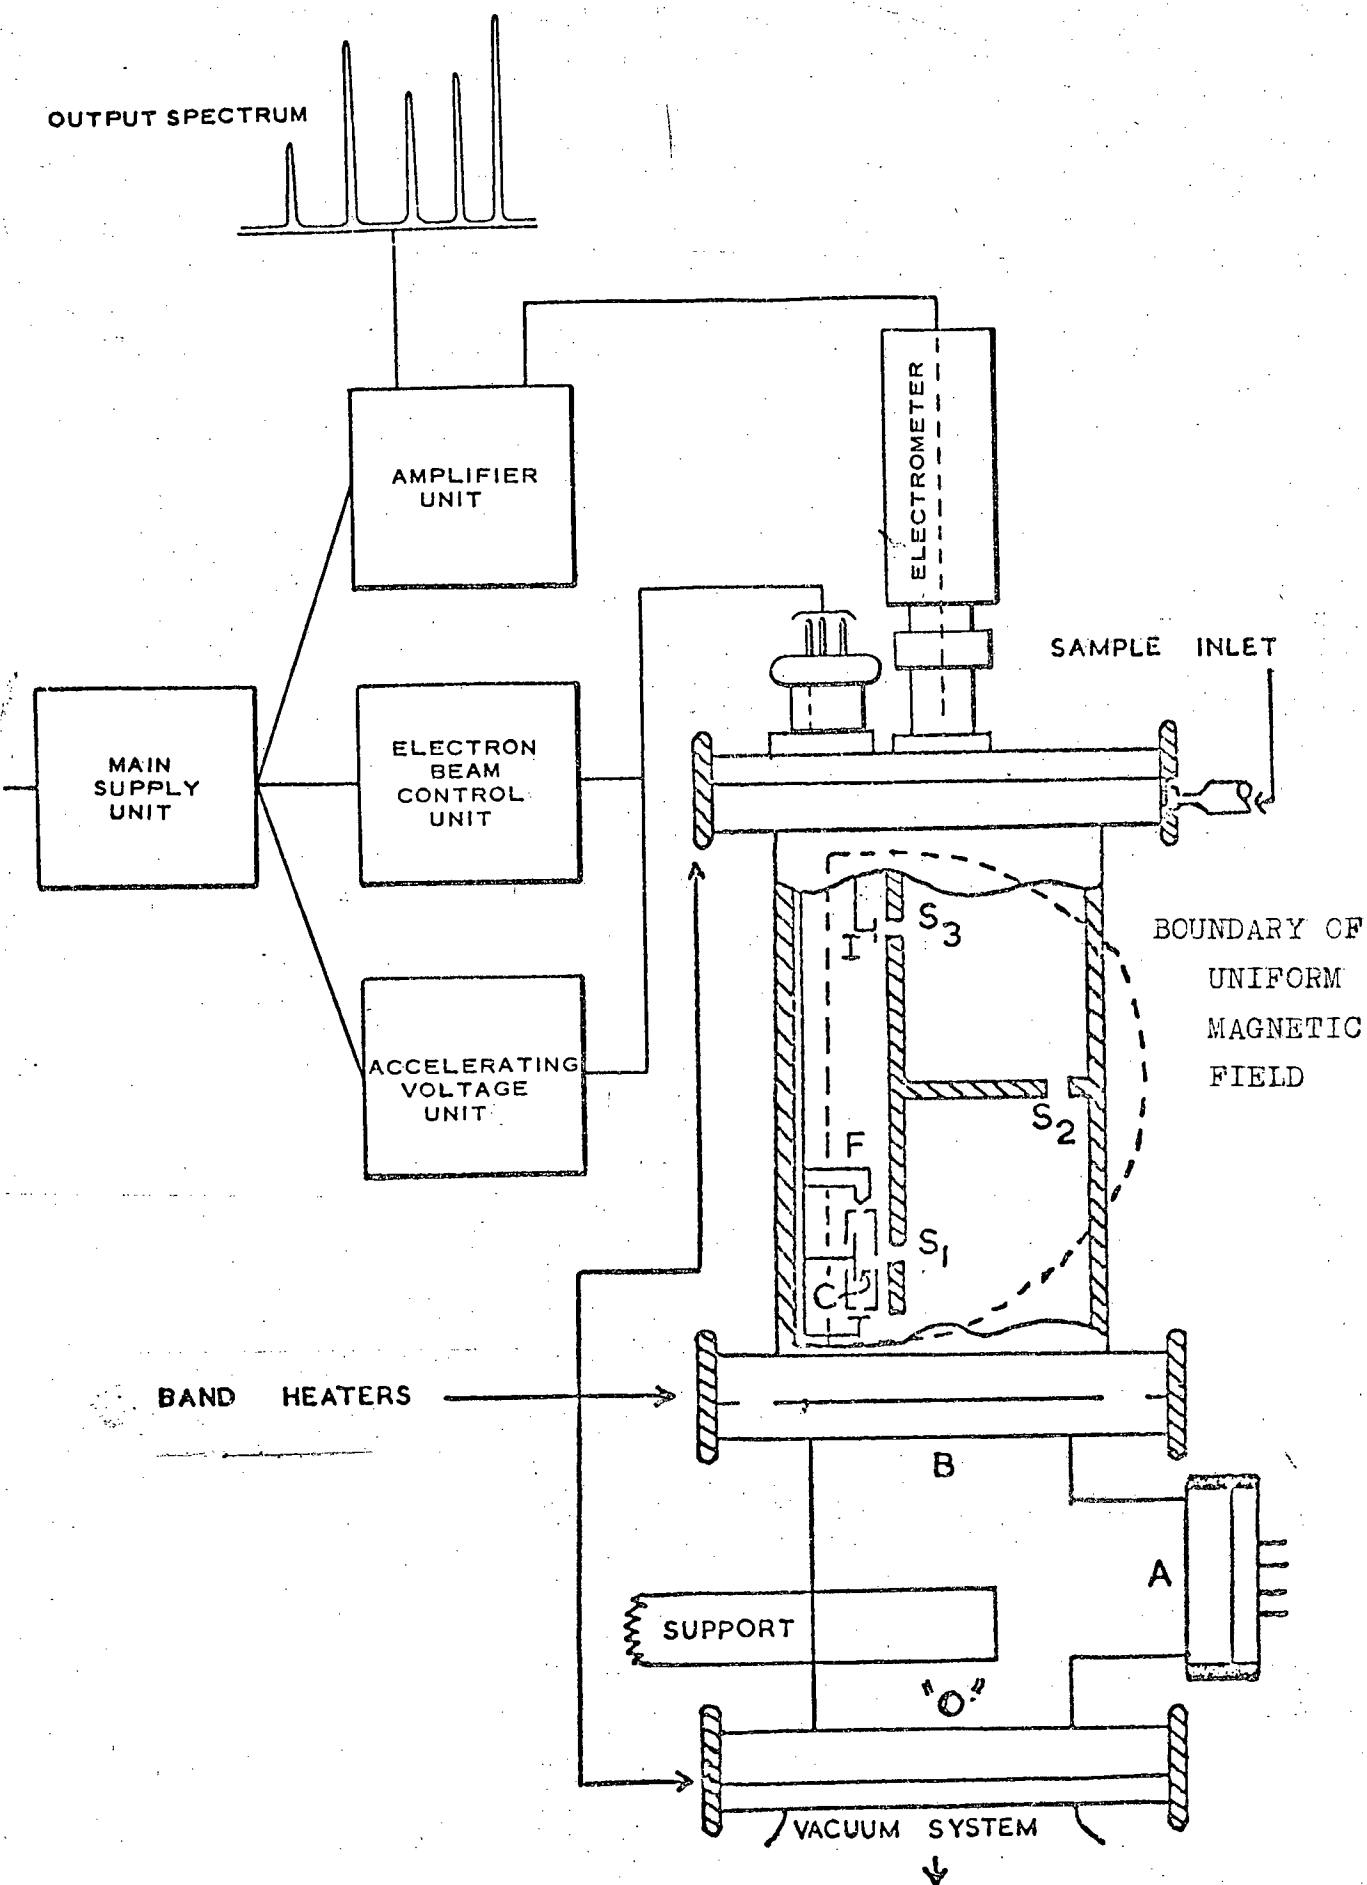 OUTPUT SPECTRUM
AMPLIFIER
UNIT
ELECTROMETER
SAMPLE INLET
MAIN
SUPPLY
UNIT
ELECTRON
BEAM
CONTROL
UNIT
S3
I
BOUNDARY OF
UNIFORM
MAGNETIC
FIELD
ACCELERATING
VOLTAGE
UNIT
S2
F
S1
C
T
BAND HEATERS
B
A
SUPPORT
"O"
VACUUM SYSTEM